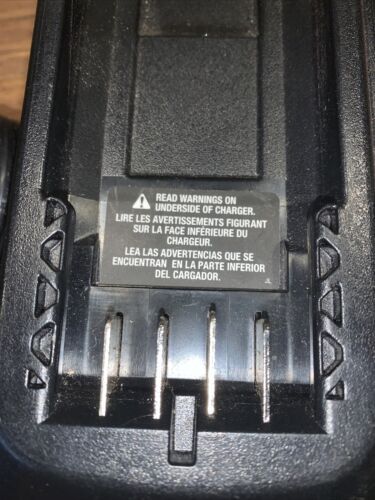 READ WARNINGS ON
UNDERSIDE OF CHARGER.
LIRE LES AVERTISSEMENTS FIGURANT
SUR LA FACE INFÉRIEURE DU
CHARGEUR.
LEA LAS ADVERTENCIAS QUE SE
ENCUENTRAN EN LA PARTE INFERIOR
DEL CARGADOR.